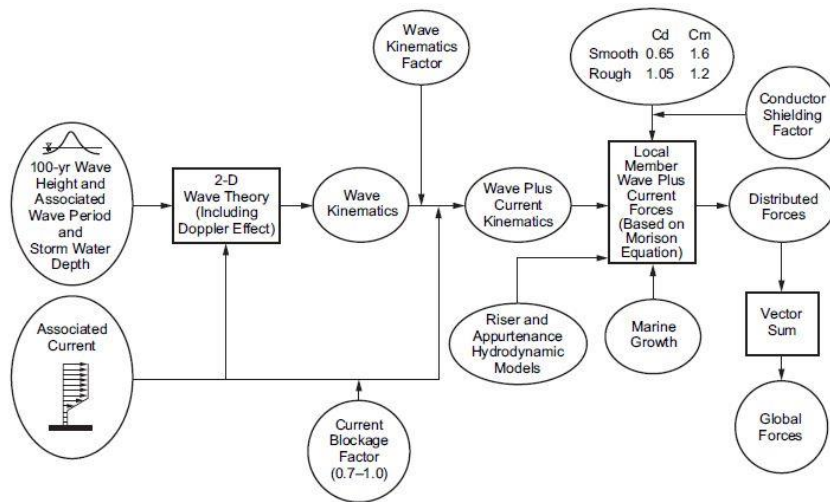 Wave
Kinematics
Factor
Cd Cm
Smooth 0.65 1.6
Rough 1.05 1.2
Conductor
Shielding
Factor
100-yr Wave
Height and
Associated
Wave Period
and
Storm Water
Depth
2-D
Wave Theory
(Including
Doppler Effect)
Wave
Kinematics
Wave Plus
Current
Kinematics
Local
Member
Wave Plus
Current
Forces
(Based on
Morison
Equation)
Distributed
Forces
Associated
Current
Current
Blockage
Factor
(0.7–1.0)
Riser and
Appurtenance
Hydrodynamic
Models
Marine
Growth
Vector
Sum
Global
Forces